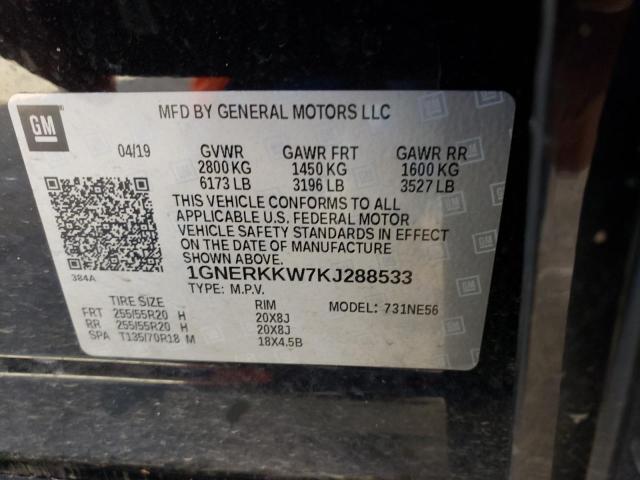 GM
MFD BY GENERAL MOTORS LLC
04/19 GVWR GAWR FRT GAWR RR
2800 KG 1450 KG 1600 KG
6173 LB 3196 LB 3527 LB
THIS VEHICLE CONFORMS TO ALL
APPLICABLE U.S. FEDERAL MOTOR
VEHICLE SAFETY STANDARDS IN EFFECT
ON THE DATE OF MANUFACTURE
SHOWN ABOVE.
384A
1GNERKKW7KJ288533
TYPE: M.P.V. MODEL: 731NE56
TIRE SIZE RIM
FRT 255/55R20 H 20X8J
RR 255/55R20 H 20X8J
SPA T135/70R18 M 18X4.5B